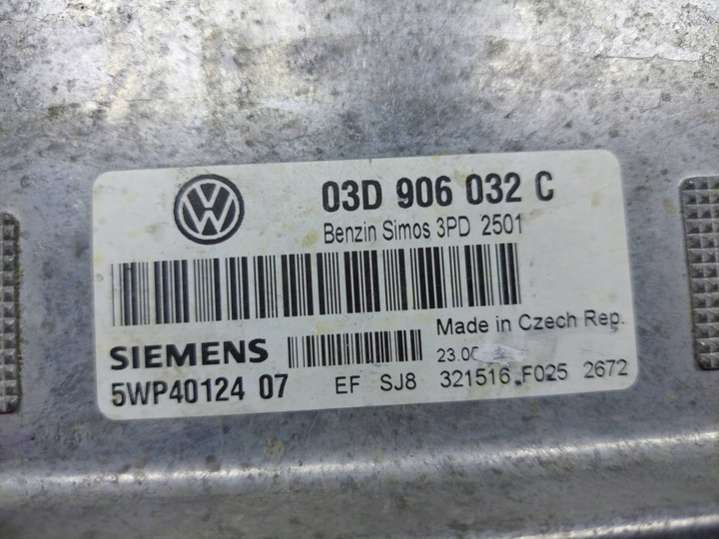 03D 906 032 C
Benzin Simos 3PD 2501
Made in Czech Rep.
SIEMENS
5WP40124 07
EF SJ8 321516 F025 2672